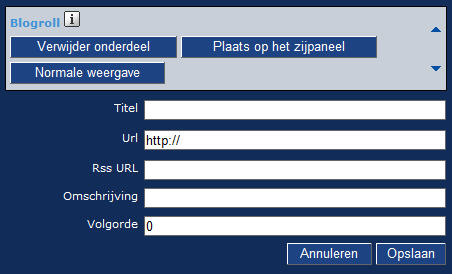 Blogroll i
Verwijder onderdeel Plaats op het zijpaneel
Normale weergave
Titel
Url http://
Rss URL
Omschrijving
Volgorde 0
Annuleren Opslaan